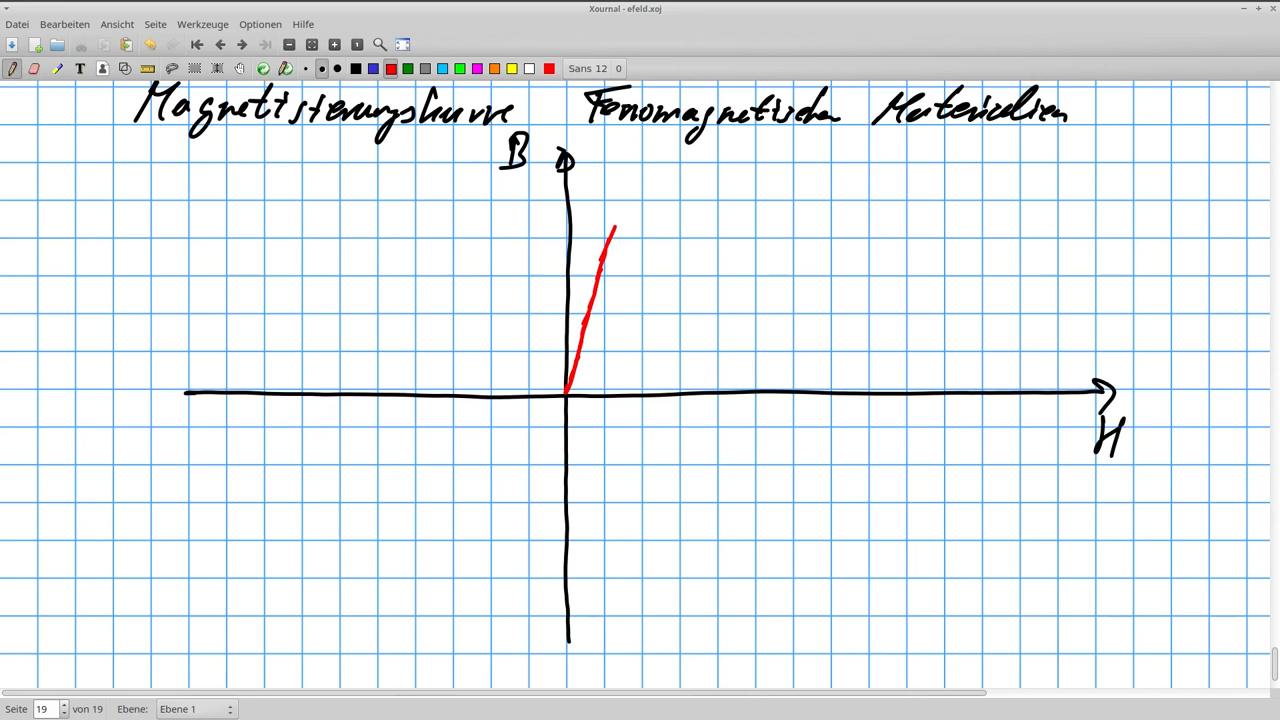 Xournal - efeld.xoj
Datei Bearbeiten Ansicht Seite Werkzeuge Optionen Hilfe
Sans 12 0
Magnetisierungskurve Ferromagnetischen Materialien
B
H
Seite 19 von 19 Ebene: Ebene 1